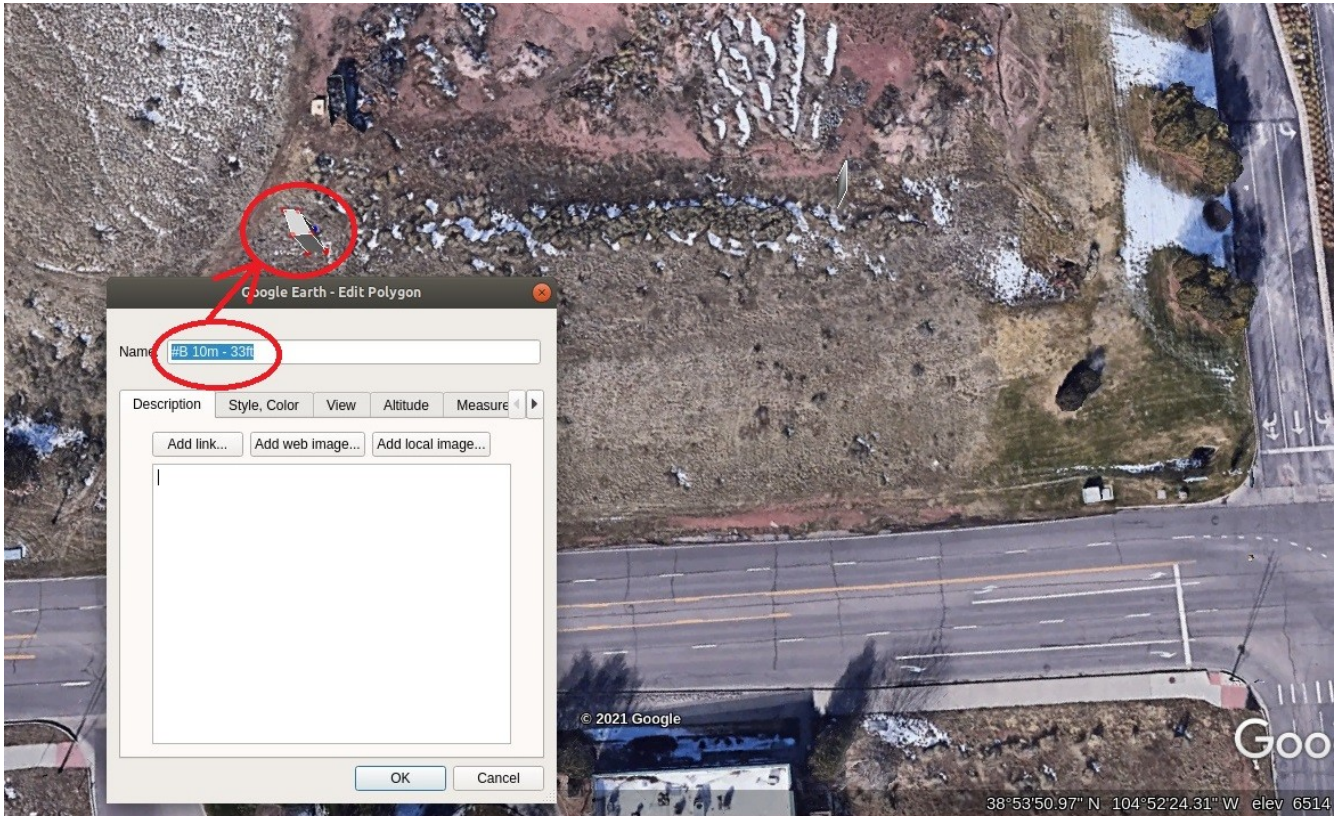 Google Earth - Edit Polygon
Name:
#B 10m - 33ft
Description
Style, Color
View
Altitude
Measure
Add link...
Add web image...
Add local image...
OK
Cancel
© 2021 Google
Goo
38°53'50.97" N 104°52'24.31" W elev 6514